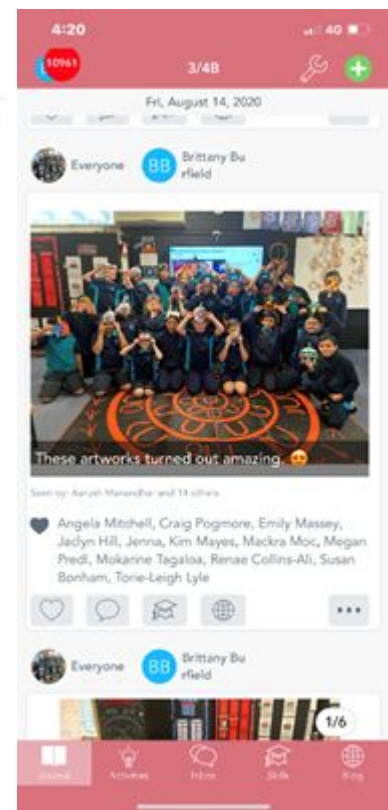 4:20
4G
10961
3/4B
Fri, August 14, 2020
Everyone
BB
Brittany Bu
rfield
These artworks turned out amazing.
Seen by: Aarush Manandhar and 14 others
Angela Mitchell, Craig Pogmore, Emily Massey,
Jaclyn Hill, Jenna, Kim Mayes, Mackra Moc, Megan
Predl, Mokarine Tagaloa, Renae Collins-Ali, Susan
Bonham, Torie-Leigh Lyle
Everyone
BB
Brittany Bu
rfield
1/6
Journal
Activities
Inbox
Skills
Blog